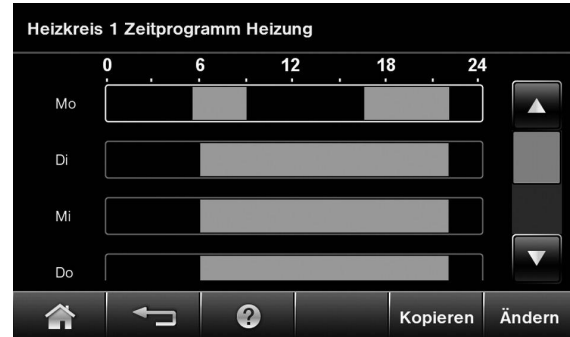 Heizkreis 1 Zeitprogramm Heizung
0 6 12 18 24
Mo
Di
Mi
Do
?
Kopieren Ändern